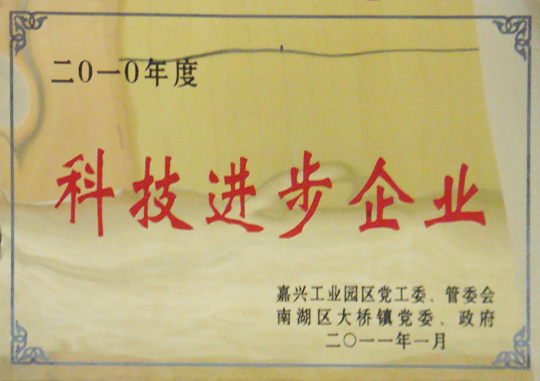 二〇一〇年度
科技进步企业
嘉兴工业园区党工委、管委会
南湖区大桥镇党委、政府
二〇一一年一月